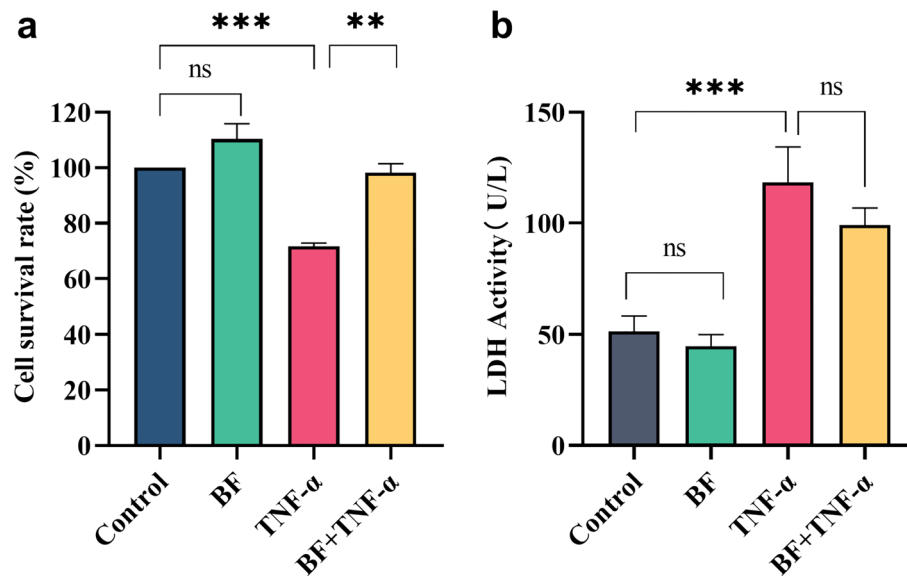 a
*** **
ns
120
100
80
60
40
20
0
Cell survival rate (%)
Control
BF
TNF-α
BF+TNF-α
b
*** ns
ns
150
100
50
0
LDH Activity( U/L)
Control
BF
TNF-α
BF+TNF-α